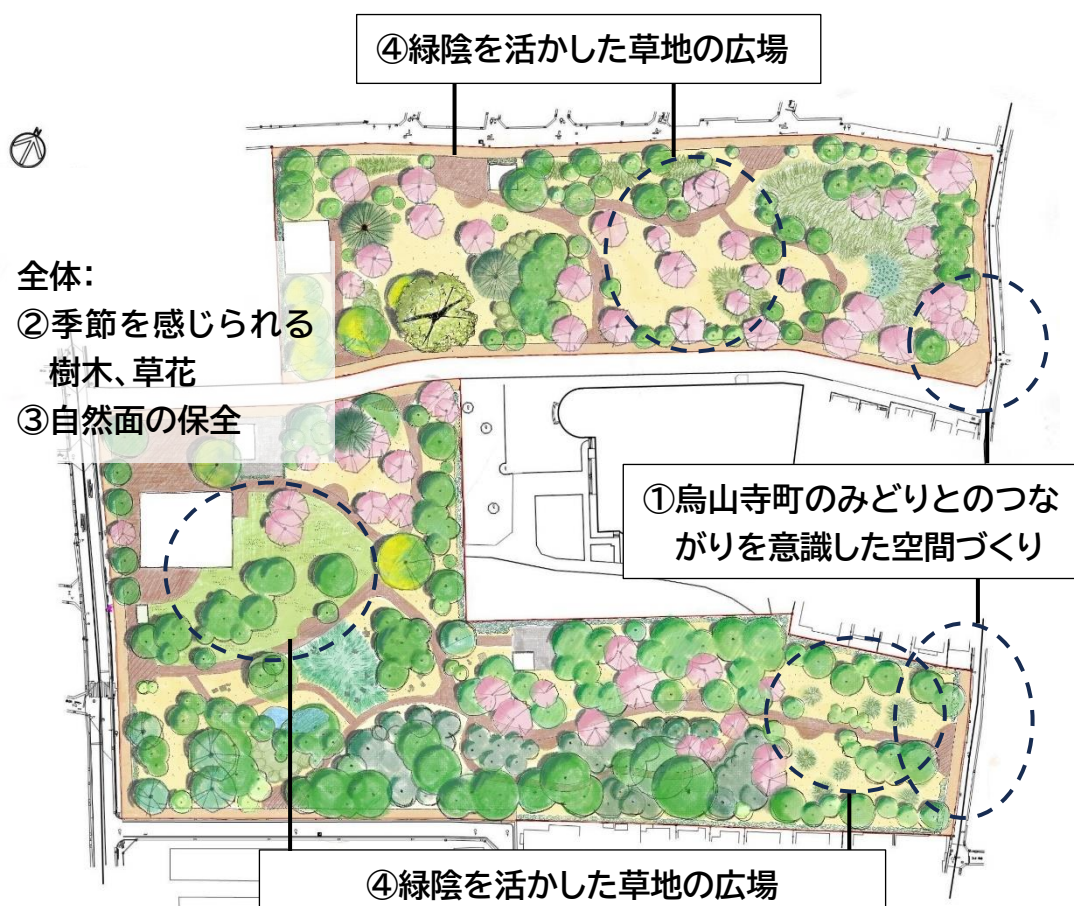 ④緑陰を活かした草地の広場
N
全体：
②季節を感じられる
樹木、草花
③自然面の保全
①烏山寺町のみどりとのつな
がりを意識した空間づくり
④緑陰を活かした草地の広場